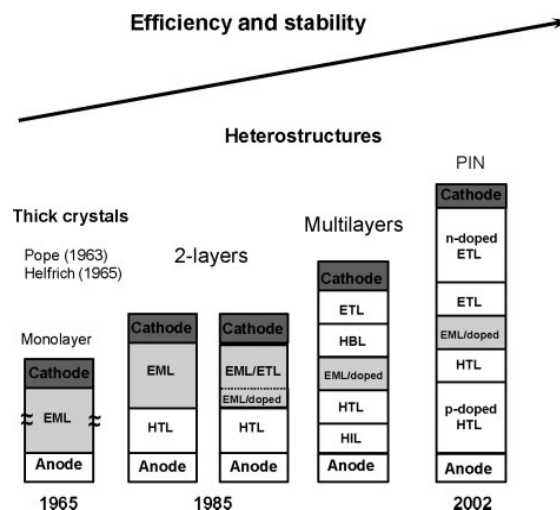 Efficiency and stability
Heterostructures
Thick crystals
Pope (1963)
Helfrich (1965)
Monolayer
Cathode
EML
Anode
1965
2-layers
Cathode
EML
HTL
Anode
Cathode
EML/ETL
EML/doped
HTL
Anode
1985
Multilayers
Cathode
ETL
HBL
EML/doped
HTL
HIL
Anode
PIN
Cathode
n-doped
ETL
ETL
EML/doped
HTL
p-doped
HTL
Anode
2002